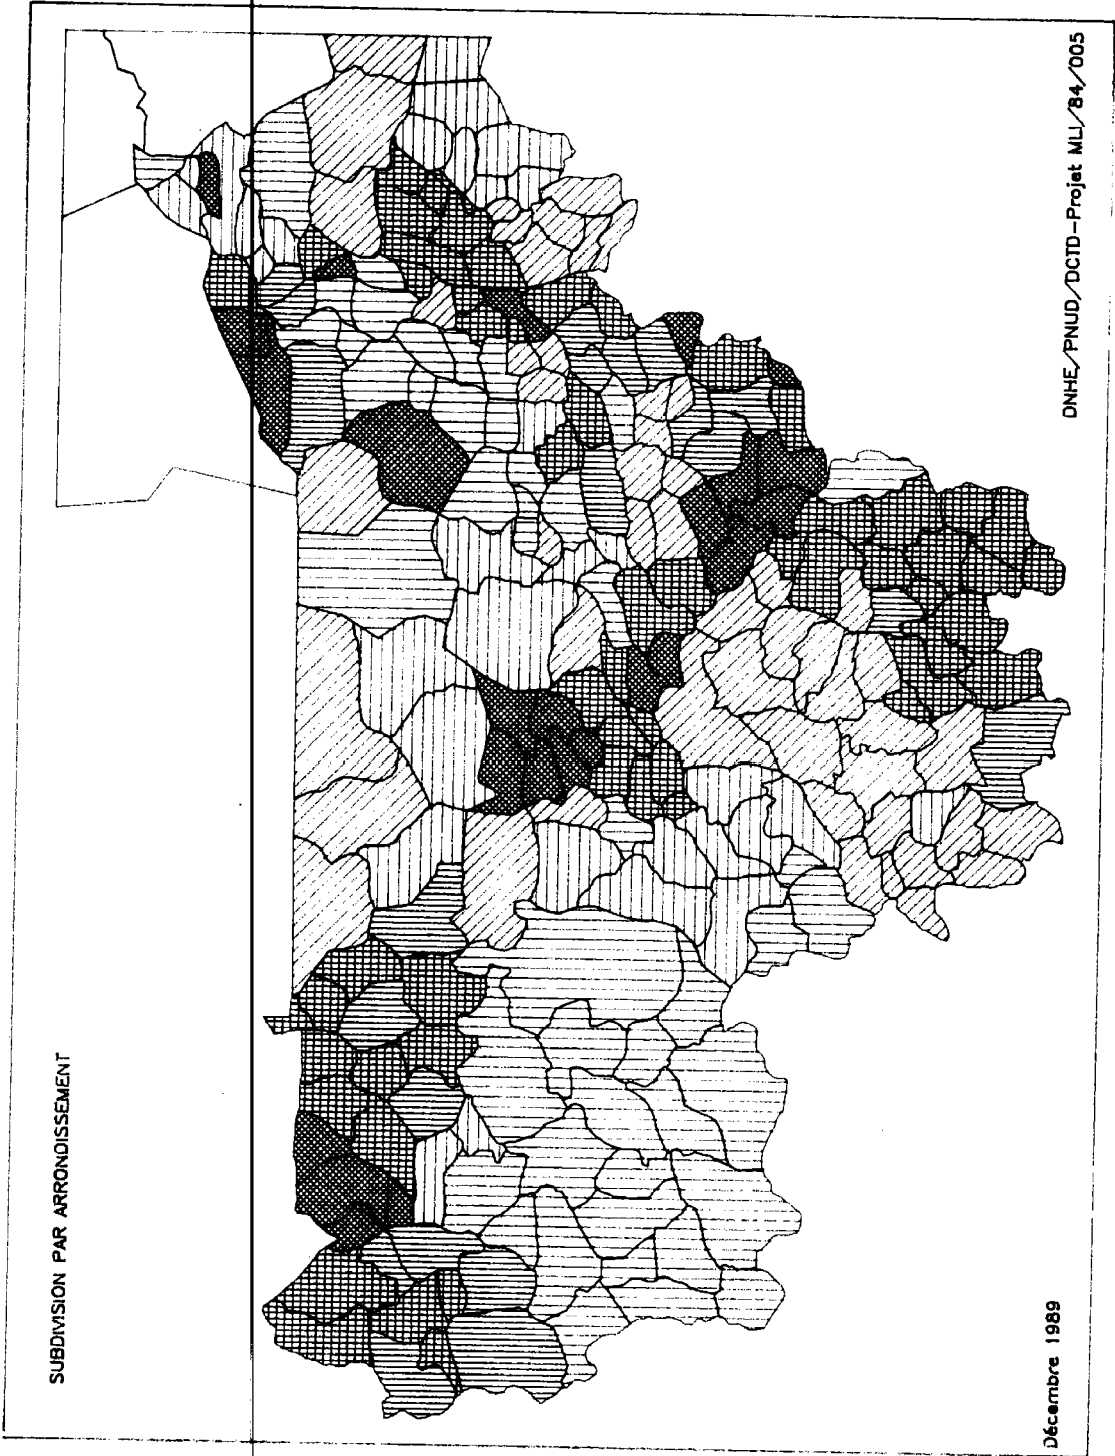 SUBDIVISION PAR ARRONDISSEMENT
Décembre 1989
DNHE/PNUD/DCTD-Projet MLI/84/005